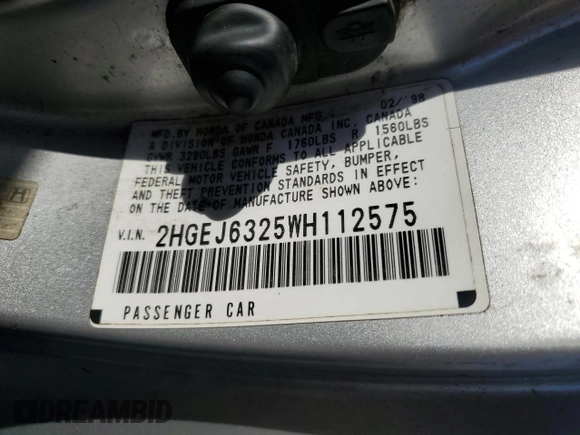 MFD.BY HONDA OF CANADA MFG., 02/'98
A DIVISION OF HONDA CANADA INC. CANADA
GVWR 3290LBS GAWR F 1760LBS R 1560LBS
THIS VEHICLE CONFORMS TO ALL APPLICABLE
FEDERAL MOTOR VEHICLE SAFETY, BUMPER,
AND THEFT PREVENTION STANDARDS IN EFFECT
ON THE DATE OF MANUFACTURE SHOWN ABOVE:
V.I.N. 2HGEJ6325WH112575
PASSENGER CAR
DREAMBID